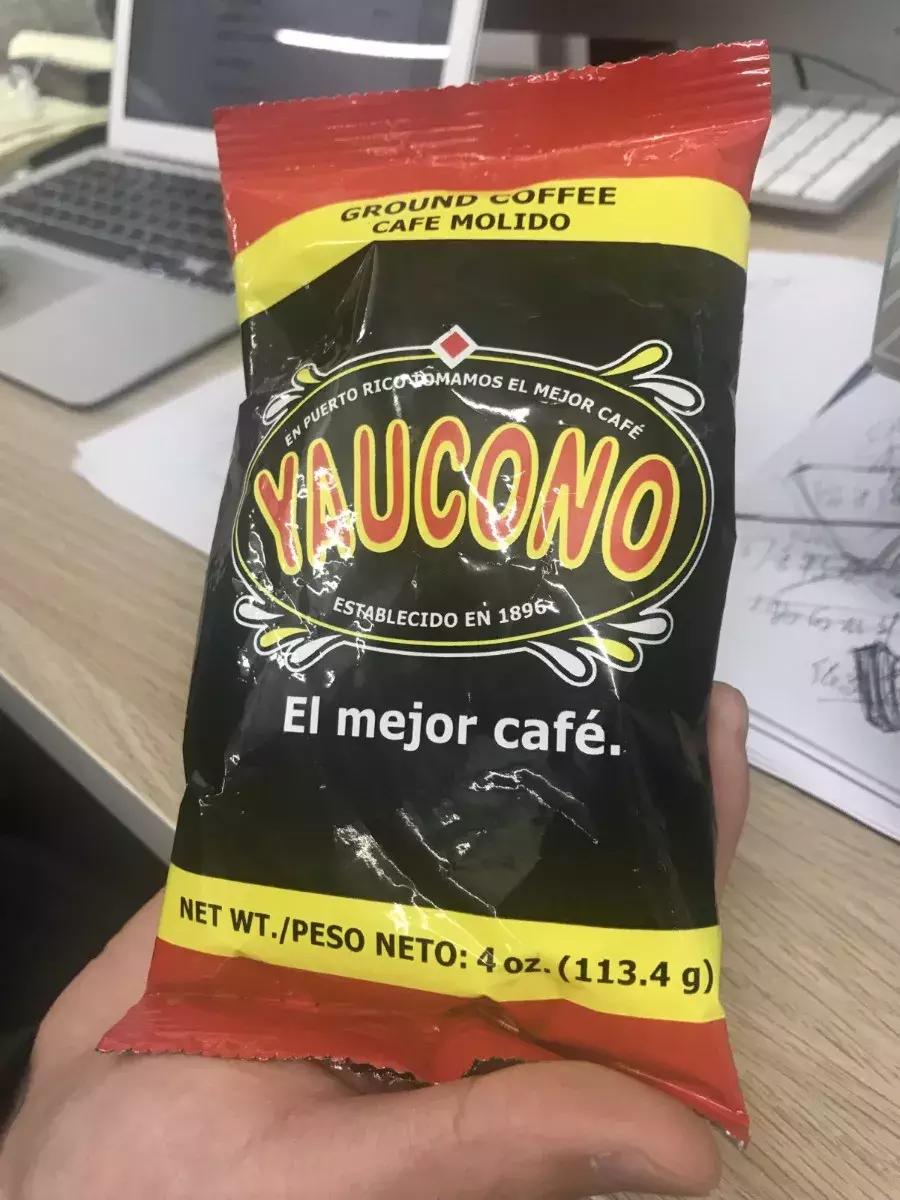 GROUND COFFEE
CAFE MOLIDO
EN PUERTO RICO TOMAMOS EL MEJOR CAFÉ
YAUCONO
ESTABLECIDO EN 1896
El mejor café.
NET WT./PESO NETO: 4 oz. (113.4 g)